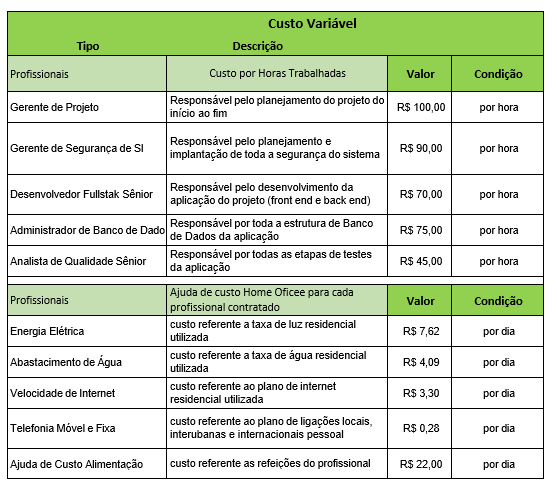 Custo Variável
Tipo Descrição
Profissionais Custo por Horas Trabalhadas Valor Condição
Gerente de Projeto Responsável pelo planejamento do projeto do
início ao fim R$ 100,00 por hora
Gerente de Segurança de SI Responsável pelo planejamento e
implantação de toda a segurança do sistema R$ 90,00 por hora
Desenvolvedor Fullstak Sênior Responsável pelo desenvolvimento da
aplicação do projeto (front end e back end) R$ 70,00 por hora
Administrador de Banco de Dado Responsável por toda a estrutura de Banco
de Dados da aplicação R$ 75,00 por hora
Analista de Qualidade Sênior Responsável por todas as etapas de testes
da aplicação R$ 45,00 por hora
Profissionais Ajuda de custo Home Oficee para cada
profissional contratado Valor Condição
Energia Elétrica custo referente a taxa de luz residencial
utilizada R$ 7,62 por dia
Abastacimento de Água custo referente a taxa de água residencial
utilizada R$ 4,09 por dia
Velocidade de Internet custo referente ao plano de internet
residencial utilizada R$ 3,30 por dia
Telefonia Móvel e Fixa custo referente ao plano de ligações locais,
interubanas e internacionais pessoal R$ 0,28 por dia
Ajuda de Custo Alimentação custo referente as refeições do profissional R$ 22,00 por dia